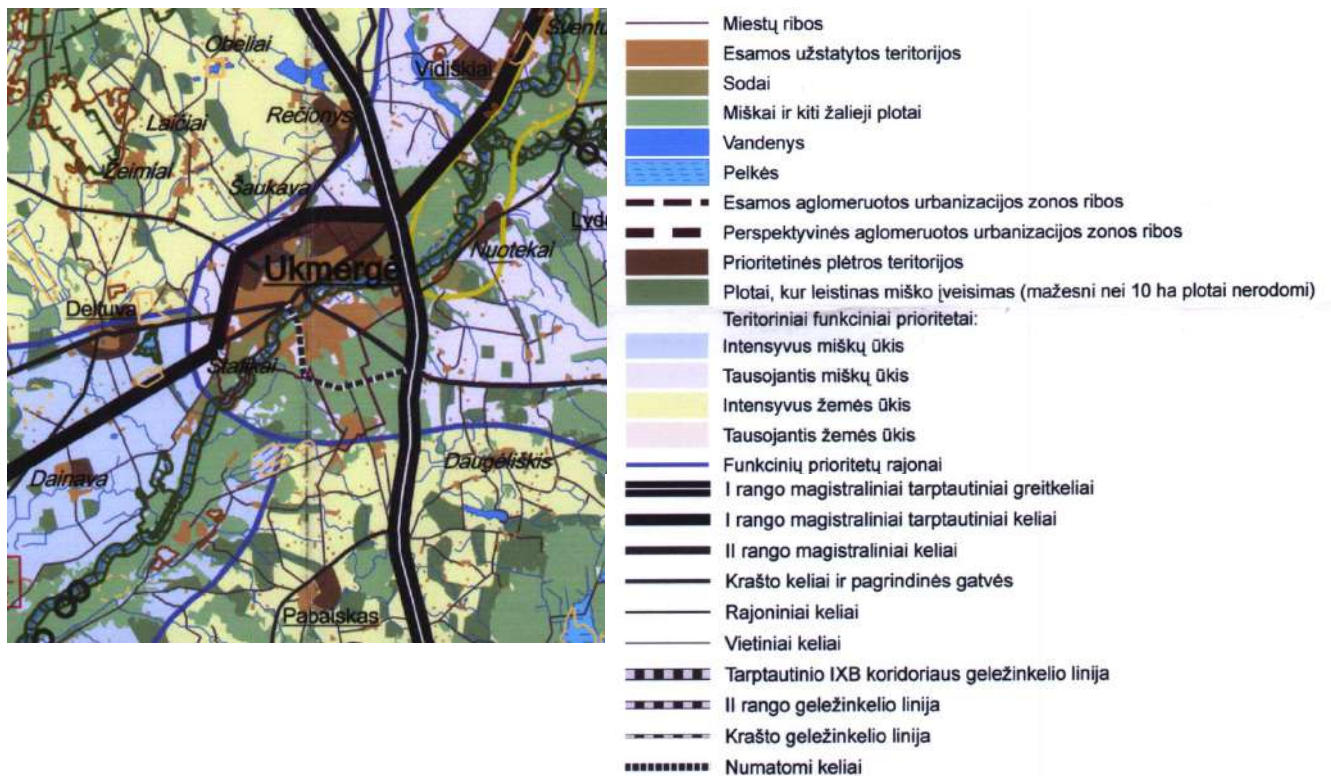 Obeliai
Šventu
Vidiškiai
Rečionys
Laičiai
Žeimiai
Šaukava
Lyd
Nuotekai
Ukmergė
Deltuva
Stalikai
Daugėliškis
Dainava
Pabaiskas
Miestų ribos
Esamos užstatytos teritorijos
Sodai
Miškai ir kiti žalieji plotai
Vandenys
Pelkės
Esamos aglomeruotos urbanizacijos zonos ribos
Perspektyvinės aglomeruotos urbanizacijos zonos ribos
Prioritetinės plėtros teritorijos
Plotai, kur leistinas miško įveisimas (mažesni nei 10 ha plotai nerodomi)
Teritoriniai funkciniai prioritetai:
Intensyvus miškų ūkis
Tausojantis miškų ūkis
Intensyvus žemės ūkis
Tausojantis žemės ūkis
Funkcinių prioritetų rajonai
I rango magistraliniai tarptautiniai greitkeliai
I rango magistraliniai tarptautiniai keliai
II rango magistraliniai keliai
Krašto keliai ir pagrindinės gatvės
Rajoniniai keliai
Vietiniai keliai
Tarptautinio IXB koridoriaus geležinkelio linija
II rango geležinkelio linija
Krašto geležinkelio linija
Numatomi keliai